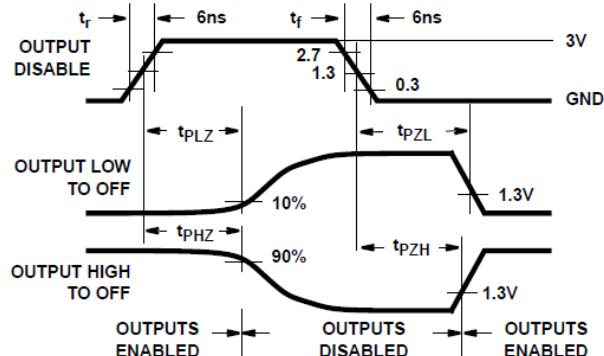 tr
6ns
tf
6ns
OUTPUT
DISABLE
2.7
1.3
0.3
3V
GND
tPLZ
tPZL
OUTPUT LOW
TO OFF
10%
1.3V
tPHZ
tPZH
OUTPUT HIGH
TO OFF
90%
1.3V
OUTPUTS
ENABLED
OUTPUTS
DISABLED
OUTPUTS
ENABLED